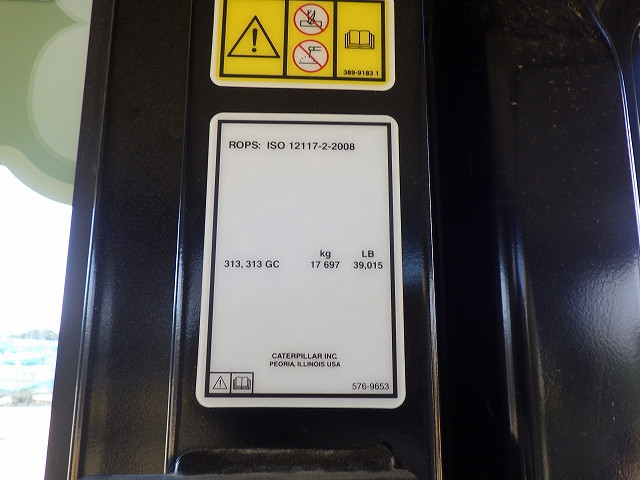 389-9183 1
ROPS: ISO 12117-2-2008
kg LB
313, 313 GC 17 697 39,015
CATERPILLAR INC.
PEORIA, ILLINOIS USA
576-9653